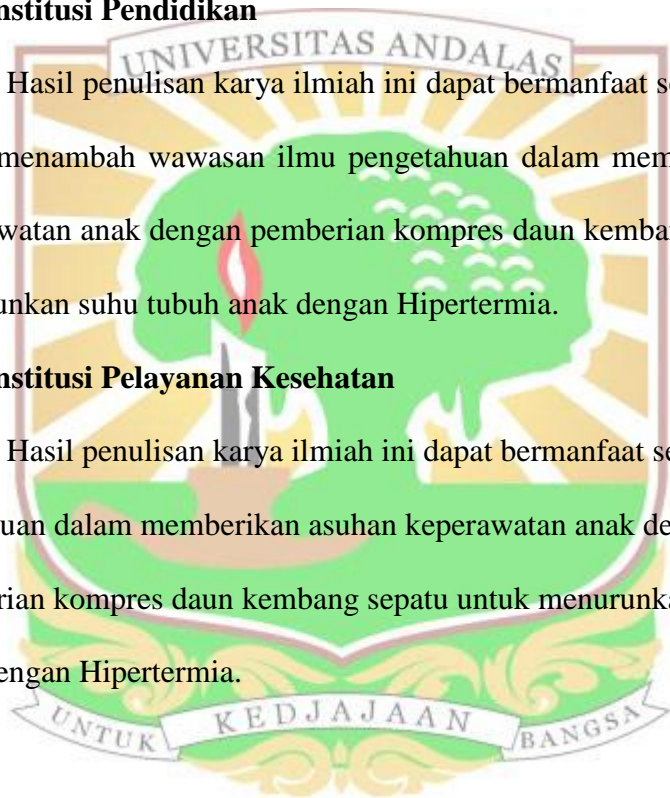 nstitusi Pendidikan
UNIVERSITAS ANDALAS
Hasil penulisan karya ilmiah ini dapat bermanfaat se
menambah wawasan ilmu pengetahuan dalam mem
watan anak dengan pemberian kompres daun kemban
unkan suhu tubuh anak dengan Hipertermia.
nstitusi Pelayanan Kesehatan
Hasil penulisan karya ilmiah ini dapat bermanfaat se
uan dalam memberikan asuhan keperawatan anak de
rian kompres daun kembang sepatu untuk menurunka
engan Hipertermia.
UNTUK KEDJAJAAN BANGSA